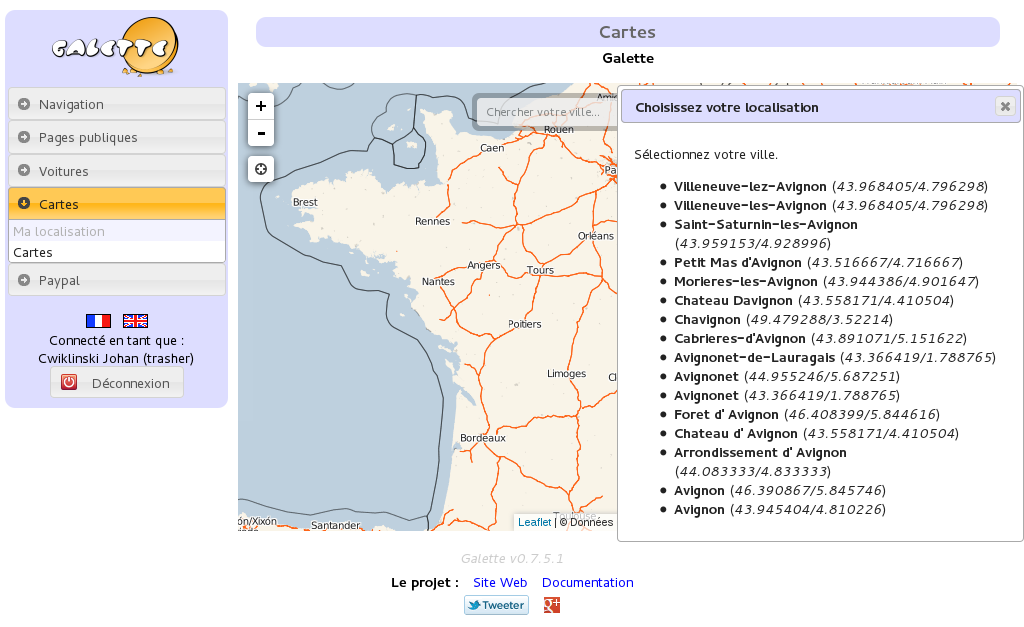 GALETTE
Navigation
Pages publiques
Voitures
Cartes
Ma localisation
Cartes
Paypal
Connecté en tant que :
Cwiklinski Johan (trasher)
Déconnexion
Cartes
Galette
+
-
Chercher votre ville...
Rouen
Caen
Brest
Rennes
Orléans
Angers
Tours
Nantes
Poitiers
Limoges
Bordeaux
Santander
Toulouse
Leaflet | © Données
Choisissez votre localisation
Sélectionnez votre ville.
Villeneuve-lez-Avignon (43.968405/4.796298)
Villeneuve-les-Avignon (43.968405/4.796298)
Saint-Saturnin-les-Avignon
(43.959153/4.928996)
Petit Mas d'Avignon (43.516667/4.716667)
Morieres-les-Avignon (43.944386/4.901647)
Chateau Davignon (43.558171/4.410504)
Chavignon (49.479288/3.52214)
Cabrieres-d'Avignon (43.891071/5.151622)
Avignonet-de-Lauragais (43.366419/1.788765)
Avignonet (44.955246/5.687251)
Avignonet (43.366419/1.788765)
Foret d' Avignon (46.408399/5.844616)
Chateau d' Avignon (43.558171/4.410504)
Arrondissement d' Avignon
(44.083333/4.833333)
Avignon (46.390867/5.845746)
Avignon (43.945404/4.810226)
Galette v0.7.5.1
Le projet : Site Web Documentation
Tweeter g+